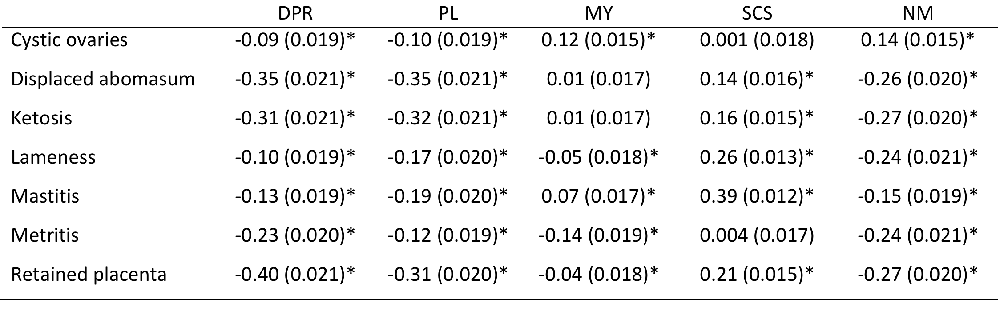 DPR PL MY SCS NM
Cystic ovaries -0.09 (0.019)* -0.10 (0.019)* 0.12 (0.015)* 0.001 (0.018) 0.14 (0.015)*
Displaced abomasum -0.35 (0.021)* -0.35 (0.021)* 0.01 (0.017) 0.14 (0.016)* -0.26 (0.020)*
Ketosis -0.31 (0.021)* -0.32 (0.021)* 0.01 (0.017) 0.16 (0.015)* -0.27 (0.020)*
Lameness -0.10 (0.019)* -0.17 (0.020)* -0.05 (0.018)* 0.26 (0.013)* -0.24 (0.021)*
Mastitis -0.13 (0.019)* -0.19 (0.020)* 0.07 (0.017)* 0.39 (0.012)* -0.15 (0.019)*
Metritis -0.23 (0.020)* -0.12 (0.019)* -0.14 (0.019)* 0.004 (0.017) -0.24 (0.021)*
Retained placenta -0.40 (0.021)* -0.31 (0.020)* -0.04 (0.018)* 0.21 (0.015)* -0.27 (0.020)*